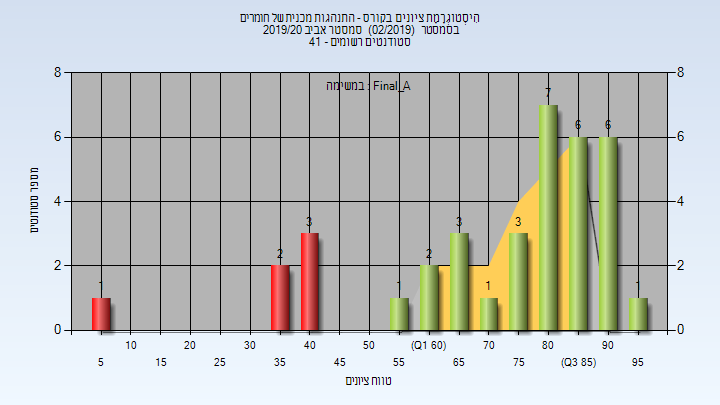 הִיסְטוֹגְרָמָת ציונים בקורס - התנהגות מכנית של חומרים
בסמסטר (02/2019) סמסטר אביב 2019/20
סטודנטים רשומים - 41
במשימה : Final_A
מספר סטודנטים
8 8
6 6
4 4
2 2
0 0
1 2 3 1 2 3 1 3 7 6 6 1
10 20 30 40 50 (Q1 60) 70 80 90
5 15 25 35 45 55 65 75 (Q3 85) 95
טווח ציונים